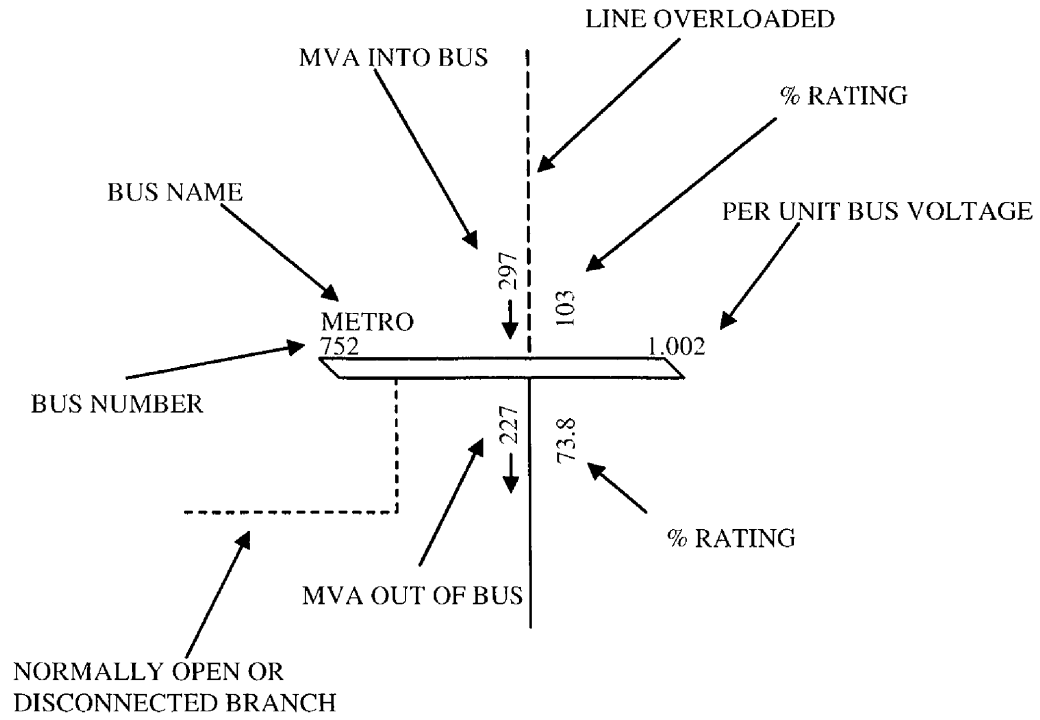 LINE OVERLOADED
MVA INTO BUS
% RATING
BUS NAME
PER UNIT BUS VOLTAGE
297
103
METRO
752
1.002
BUS NUMBER
227
73.8
% RATING
MVA OUT OF BUS
NORMALLY OPEN OR
DISCONNECTED BRANCH